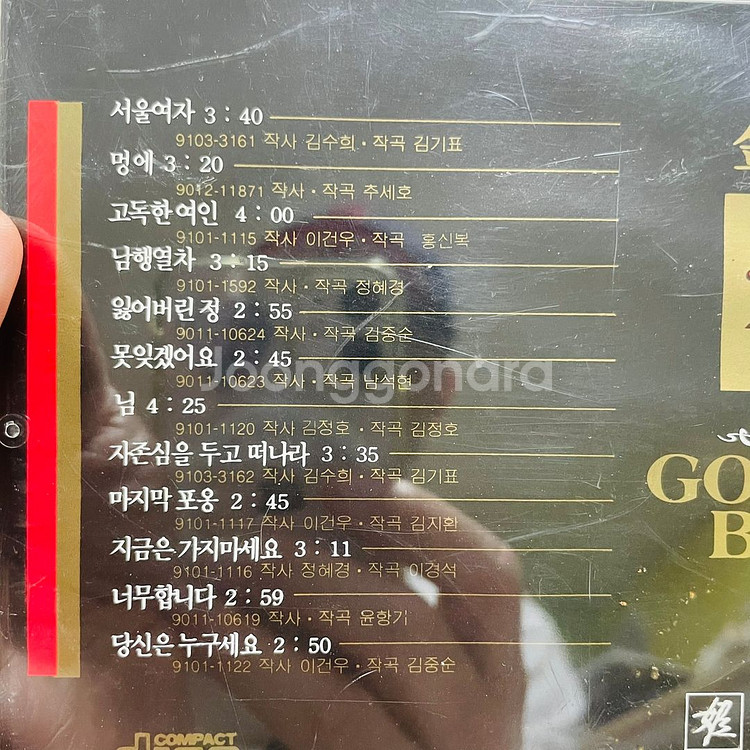 서울여자 3 : 40
9103-3161 작사 김수희 · 작곡 김기표
멍에 3 : 20
9012-11871 작사 · 작곡 추세호
고독한 여인 4 : 00
9101-1115 작사 이건우 · 작곡 홍신복
남행열차 3 : 15
9101-1592 작사 · 작곡 정혜경
잃어버린 정 2 : 55
9011-10624 작사 · 작곡 김중순
못잊겠어요 2 : 45
9011-10623 작사 · 작곡 남석현
Joonggonara
님 4 : 25
9101-1120 작사 김정호 · 작곡 김정호
자존심을 두고 떠나라 3 : 35
9103-3162 작사 김수희 · 작곡 김기표
마지막 포옹 2 : 45
9101-1117 작사 이건우 · 작곡 김지환
지금은 가지마세요 3 : 11
9101-1116 작사 정혜경 · 작곡 이경석
너무합니다 2 : 59
9011-10619 작사 · 작곡 윤항기
당신은 누구세요 2 : 50
9101-1122 작사 이건우 · 작곡 김중순
GO
B
COMPACT